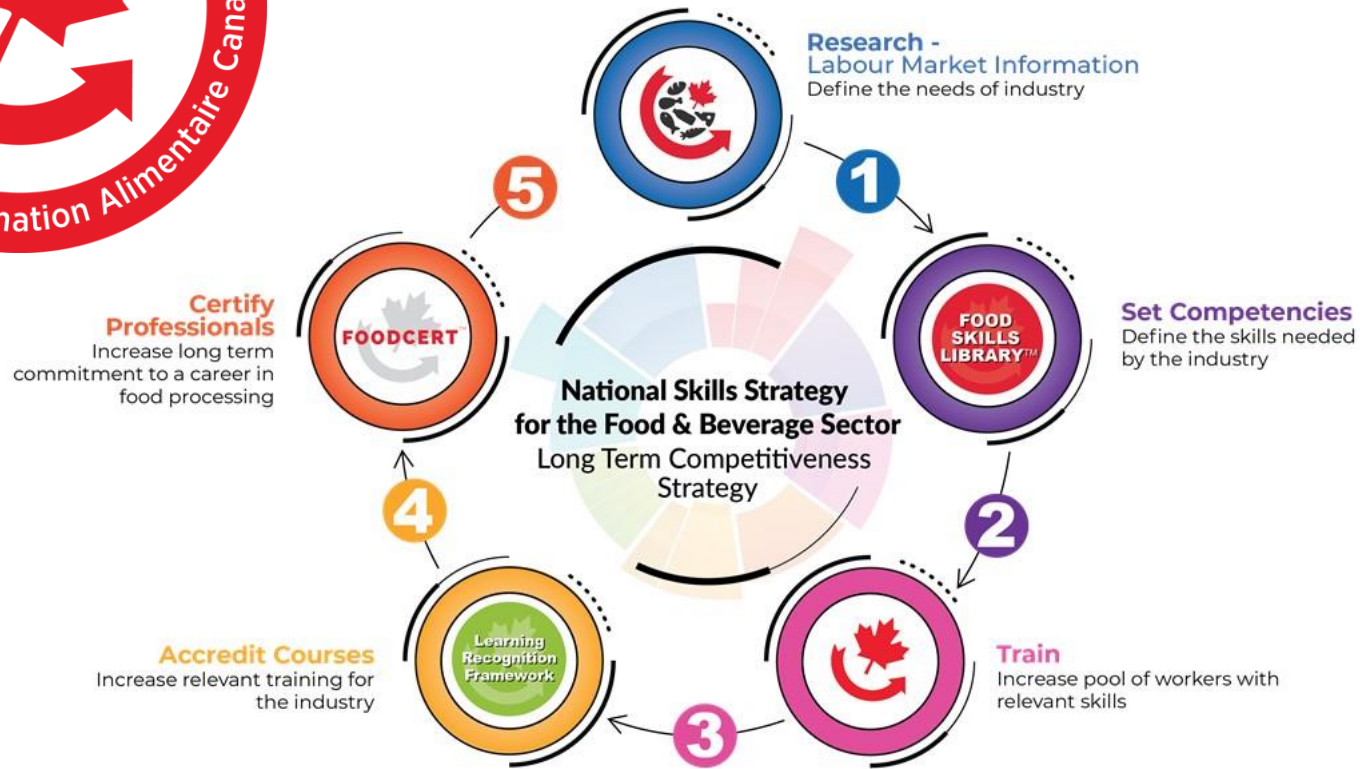 Formation Alimentaire Cana
Research -
Labour Market Information
Define the needs of industry
1
5
Certify
Professionals
Increase long term
commitment to a career in
food processing
FOODCERT™
FOOD
SKILLS
LIBRARY™
Set Competencies
Define the skills needed
by the industry
National Skills Strategy
for the Food & Beverage Sector
Long Term Competitiveness
Strategy
4
2
Accredit Courses
Increase relevant training for
the industry
Learning
Recognition
Framework
Train
Increase pool of workers with
relevant skills
3